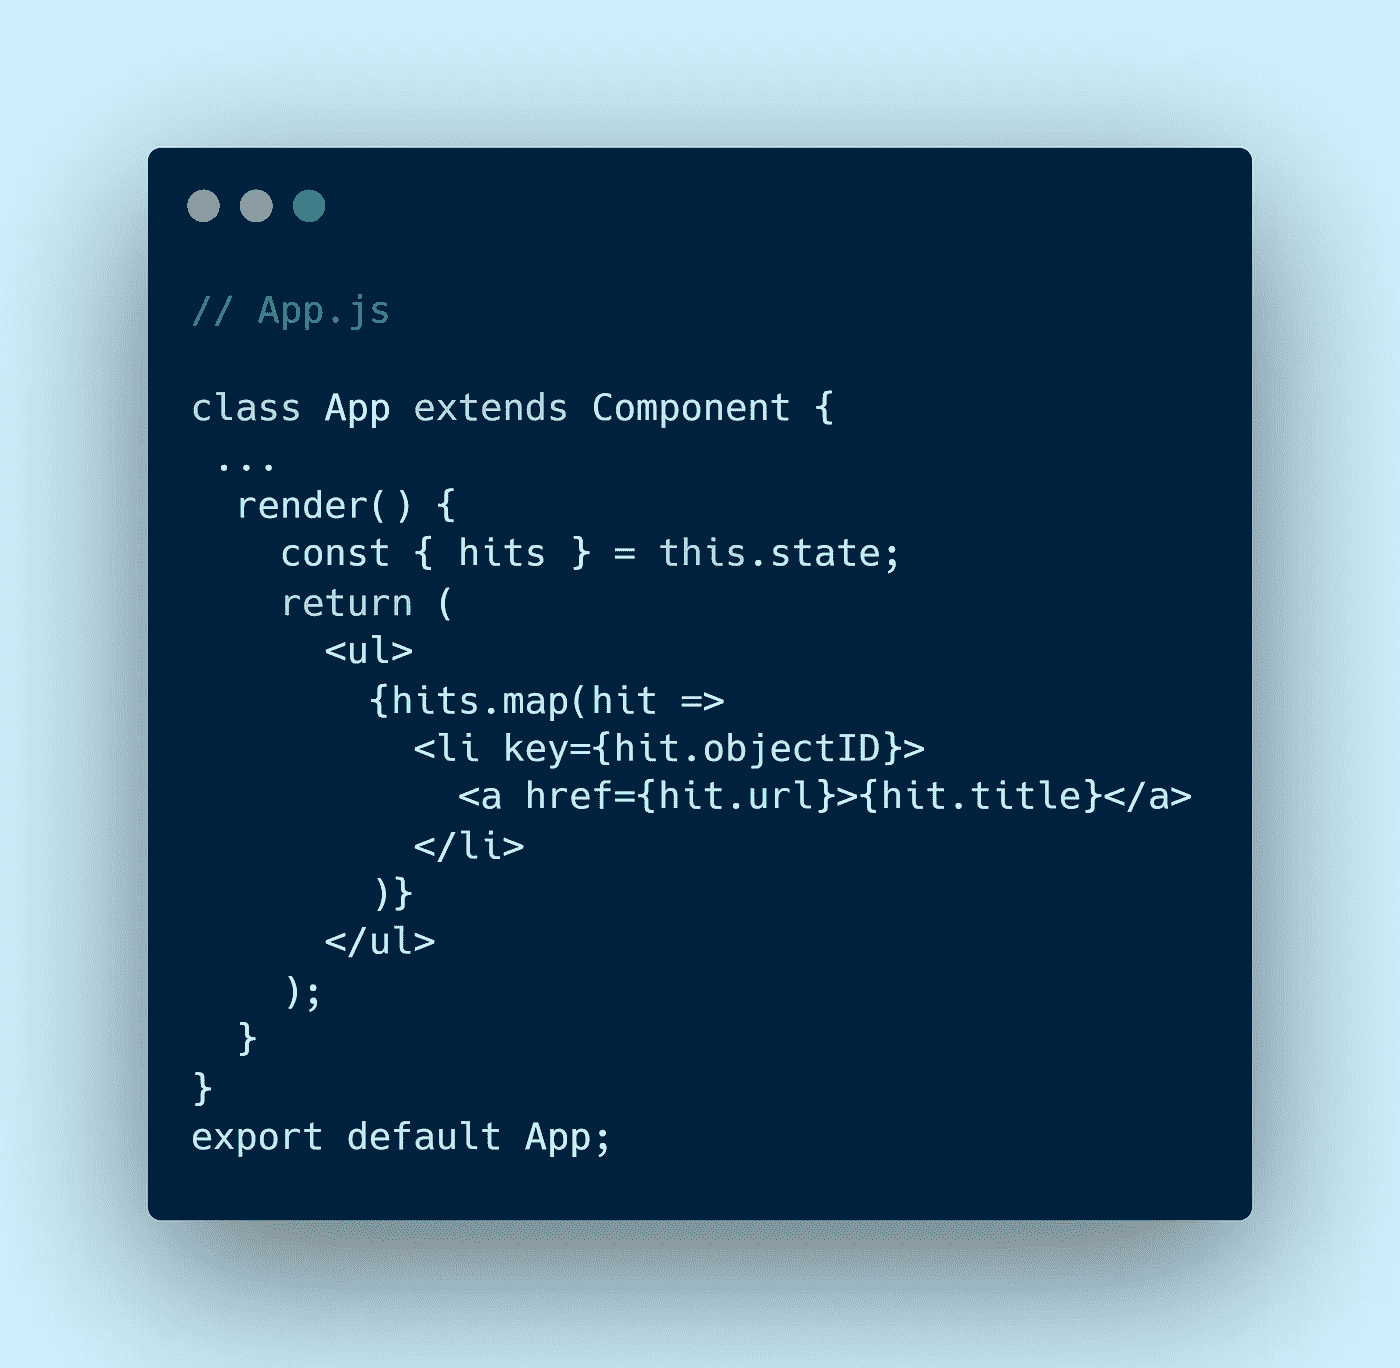 // App.js

class App extends Component {
 ...
  render() {
    const { hits } = this.state;
    return (
      <ul>
        {hits.map(hit =>
          <li key={hit.objectID}>
            <a href={hit.url}>{hit.title}</a>
          </li>
        )}
      </ul>
    );
  }
}
export default App;